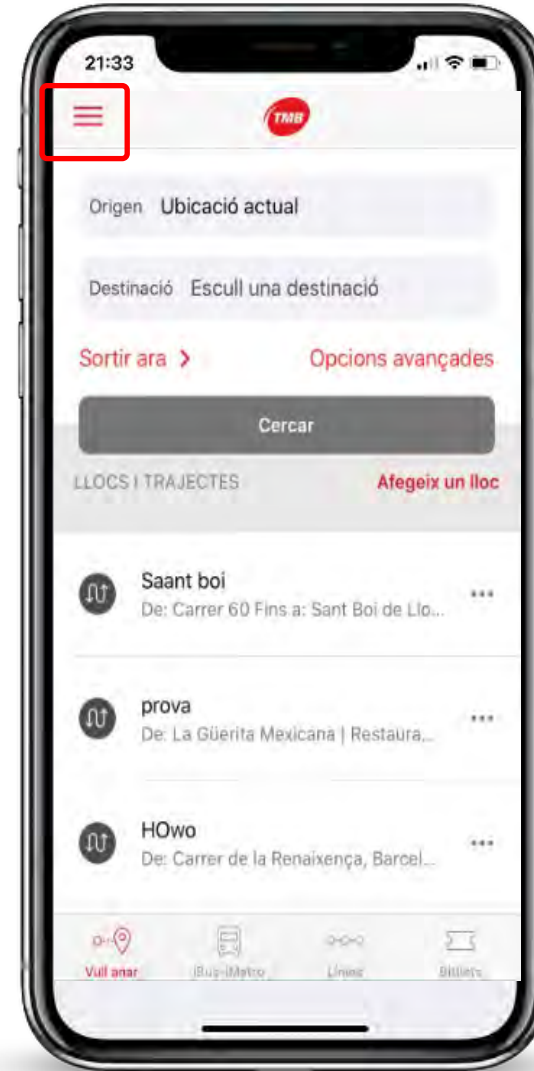 21:33
TMB
Origen Ubicació actual
Destinació Escull una destinació
Sortir ara > Opcions avançades
Cercar
LLOCS I TRAJECTES Afegeix un lloc
Saant boi
De: Carrer 60 Fins a: Sant Boi de Llo...
prova
De: La Güerita Mexicana | Restaura...
HOwo
De: Carrer de la Renaixença, Barcel...
Vull anar iBus-iMetro Línies Bitllets